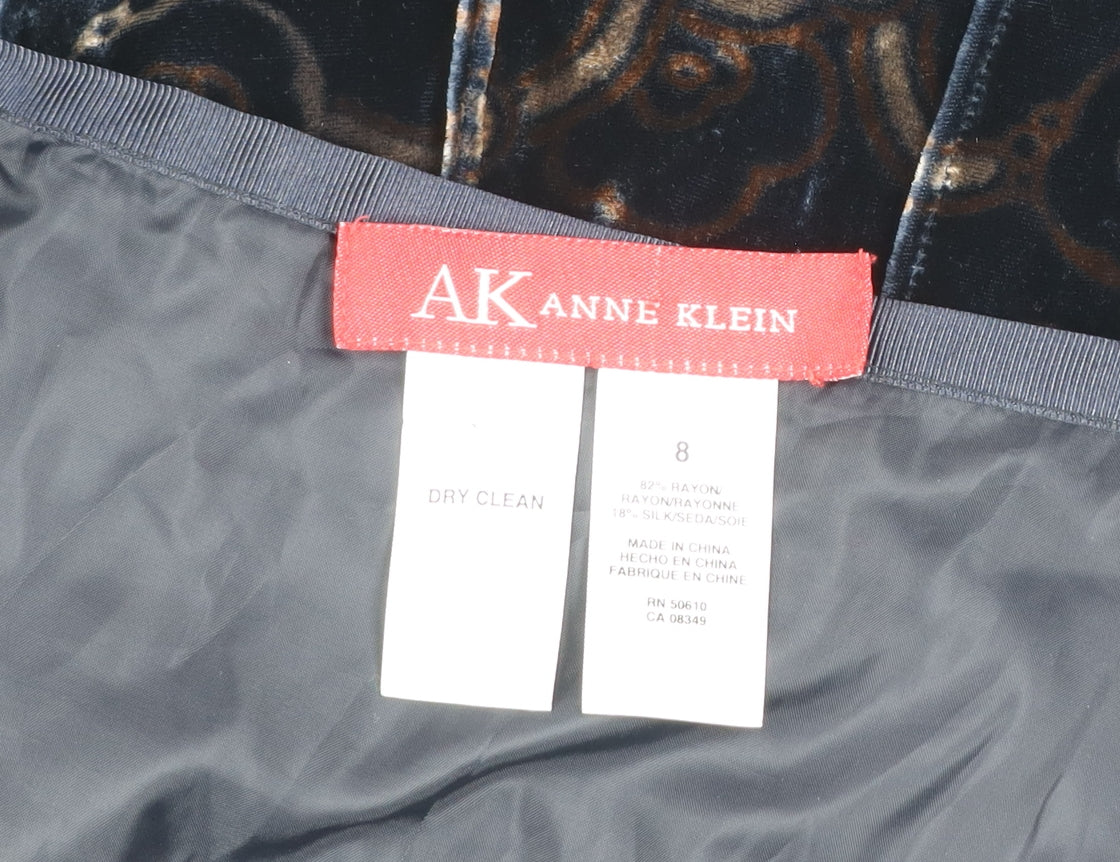 AK ANNE KLEIN
DRY CLEAN
8
82% RAYON/
RAYON/RAYONNE
18% SILK/SEDA/SOIE
MADE IN CHINA
HECHO EN CHINA
FABRIQUE EN CHINE
RN 50610
CA 08349